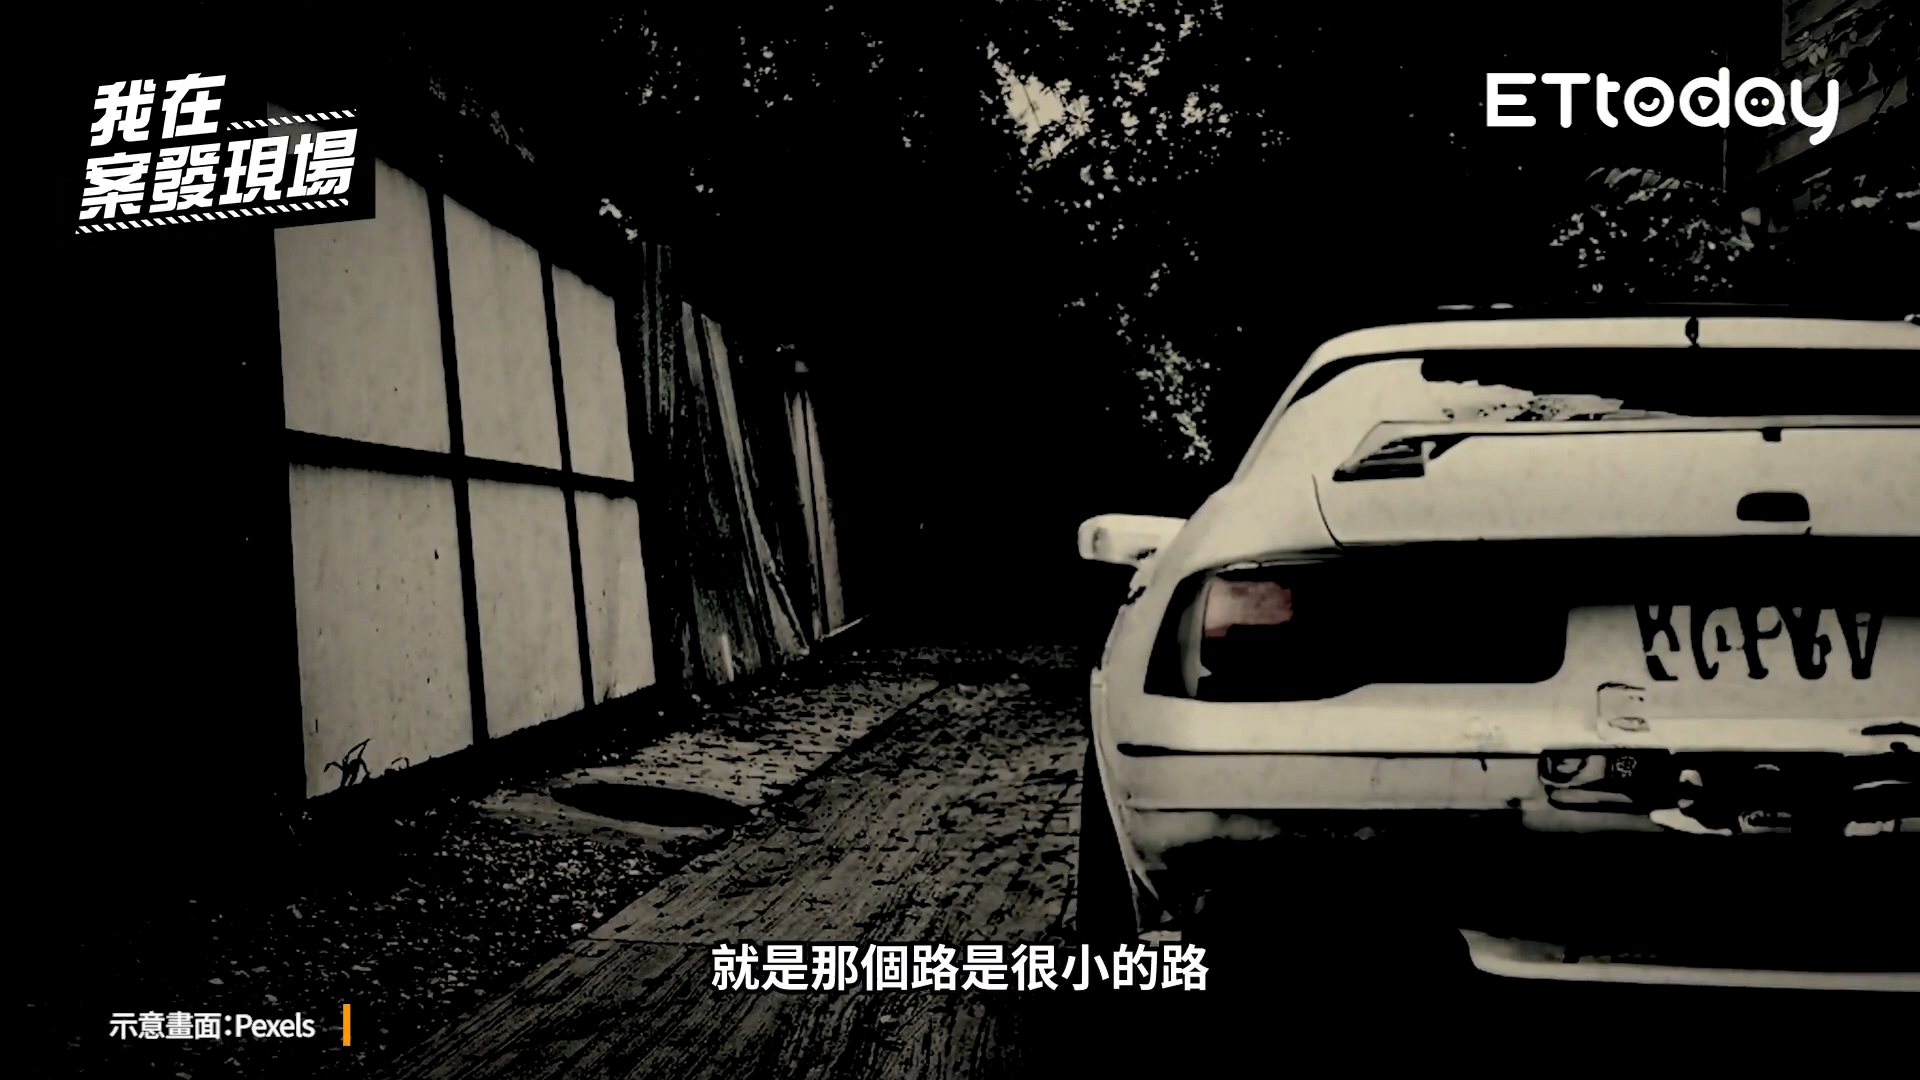 我在
案發現場
ETtoday
就是那個路是很小的路
示意畫面:Pexels